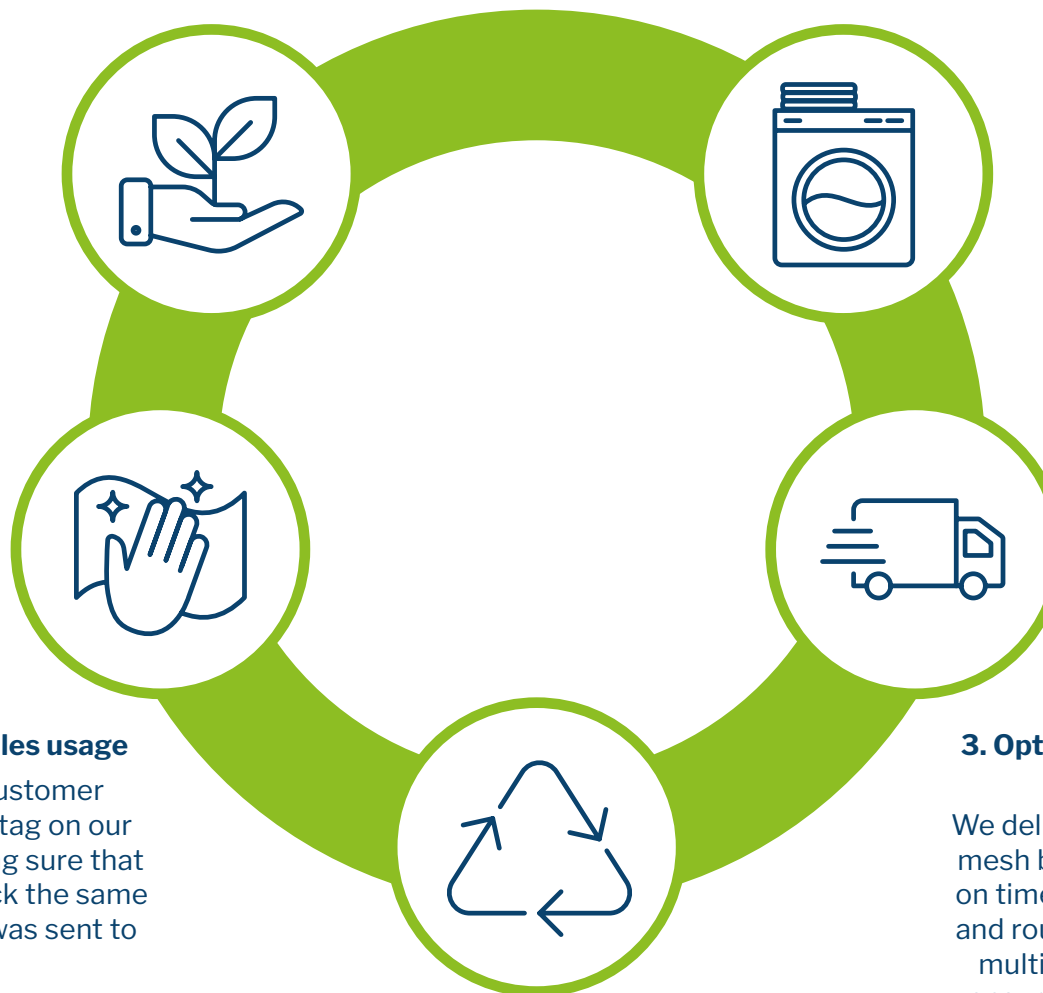 les usage
ustomer
tag on our
g sure that
ck the same
was sent to
3. Opt
We del
mesh b
on time
and rou
multi